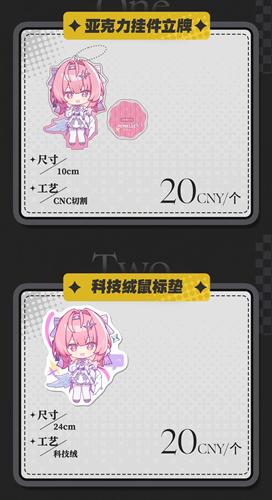 One
亚克力挂件立牌
尺寸
10cm
工艺
CNC切割
20CNY/个
Two
科技绒鼠标垫
尺寸
24cm
工艺
科技绒
20CNY/个